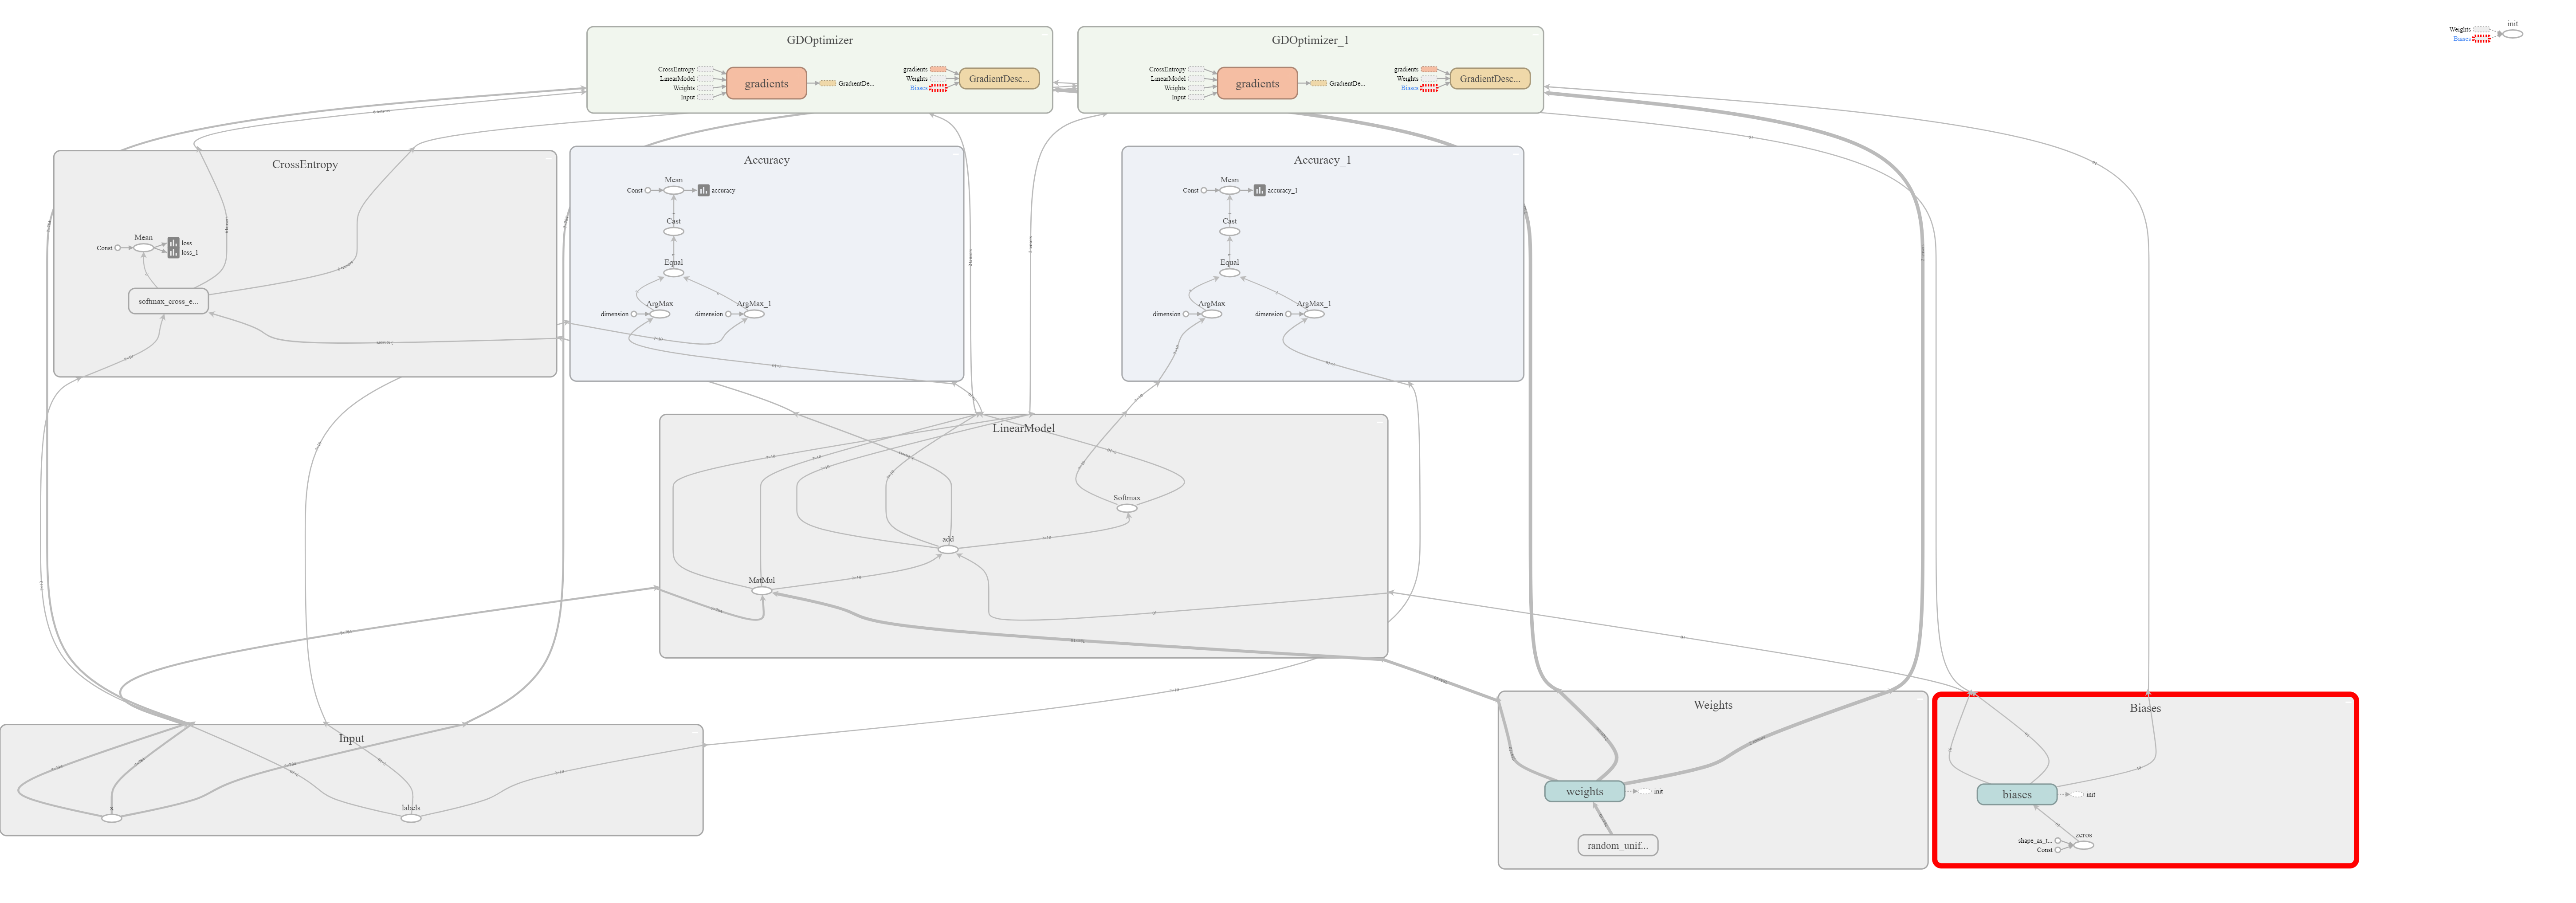 GDOptimizer
CrossEntropy
LinearModel
Weights
Input
gradients
GradientDe...
gradients
Weights
Biases
GradientDesc...
GDOptimizer_1
CrossEntropy
LinearModel
Weights
Input
gradients
GradientDe...
gradients
Weights
Biases
GradientDesc...
init
Weights
Biases
CrossEntropy
Mean
Const
loss
loss_1
softmax_cross_e...
Accuracy
Mean
Const
accuracy
Cast
Equal
ArgMax
ArgMax_1
dimension
dimension
Accuracy_1
Mean
Const
accuracy_1
Cast
Equal
ArgMax
ArgMax_1
dimension
dimension
LinearModel
Softmax
add
MatMul
Input
x
labels
Weights
weights
init
random_unif...
Biases
biases
init
zeros
shape_as_t...
Const